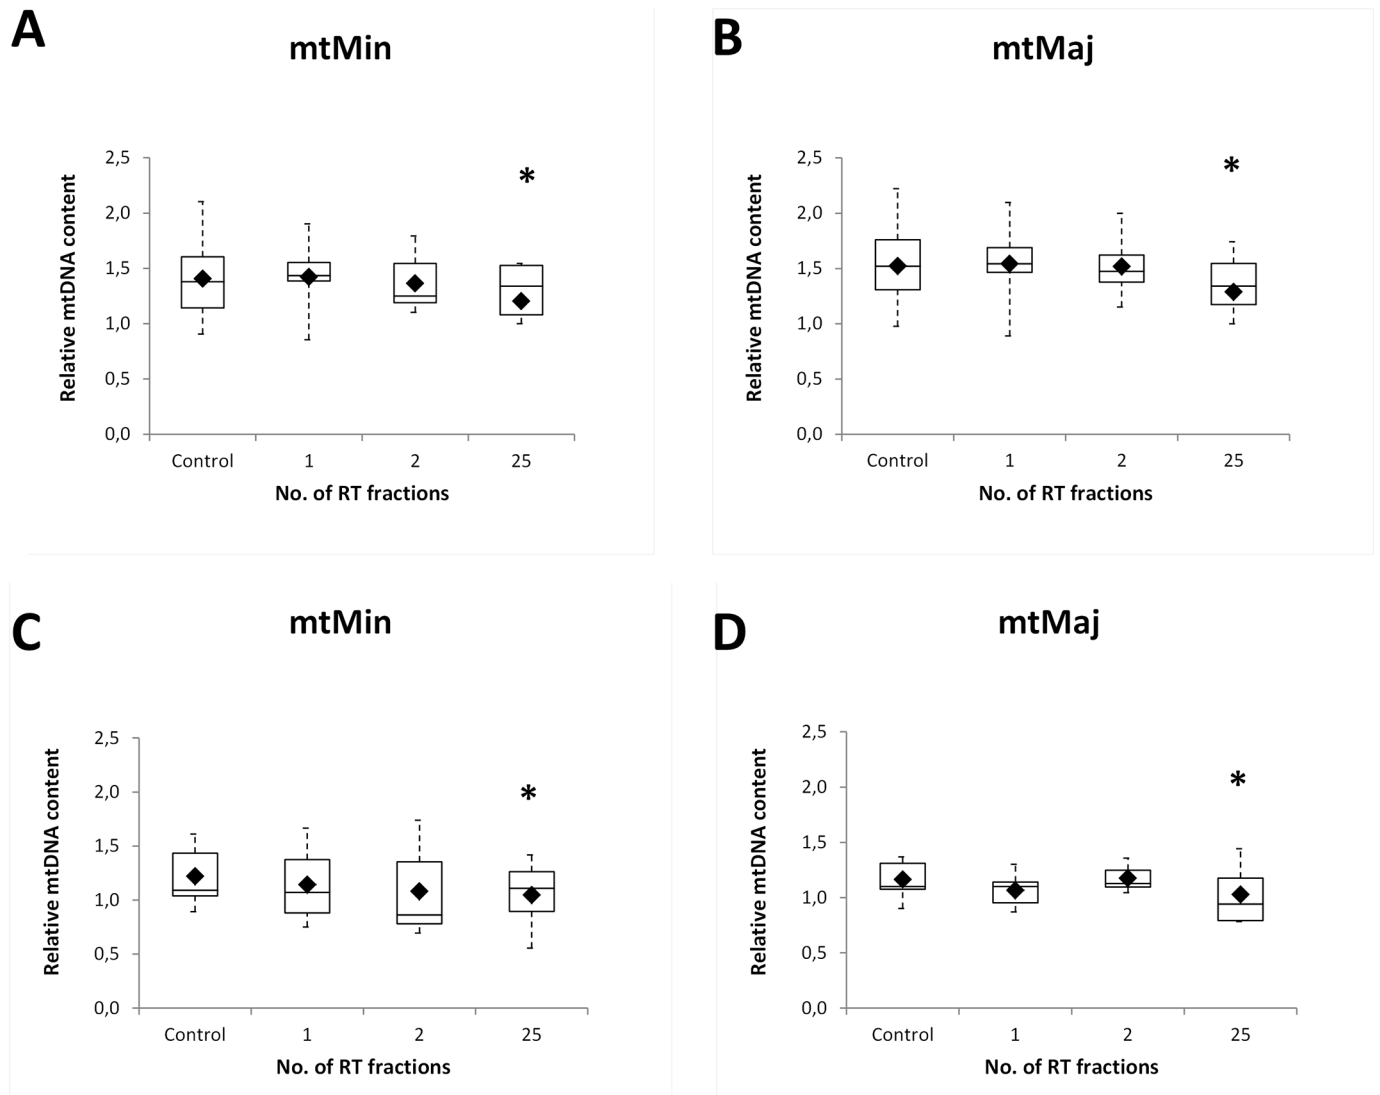 A
mtMin
Relative mtDNA content
2,5
2,0
1,5
1,0
0,5
0,0
*
Control 1 2 25
No. of RT fractions
B
mtMaj
Relative mtDNA content
2,5
2,0
1,5
1,0
0,5
0,0
*
Control 1 2 25
No. of RT fractions
C
mtMin
Relative mtDNA content
2,5
2,0
1,5
1,0
0,5
0,0
*
Control 1 2 25
No. of RT fractions
D
mtMaj
Relative mtDNA content
2,5
2,0
1,5
1,0
0,5
0,0
*
Control 1 2 25
No. of RT fractions